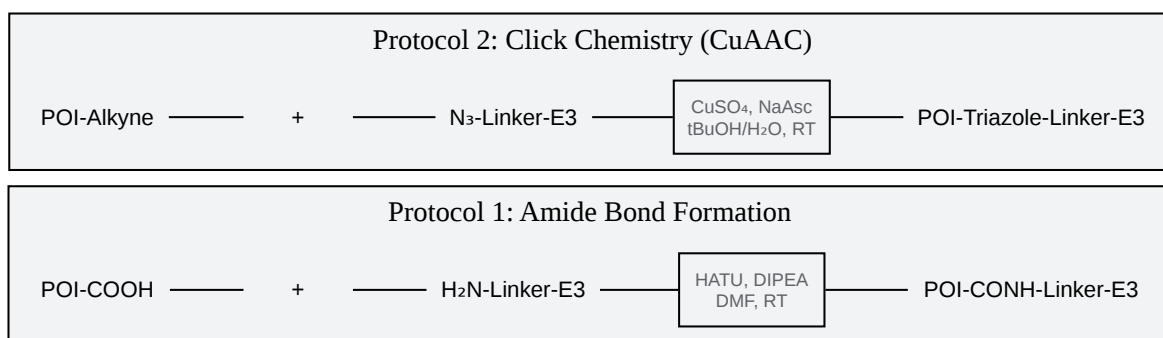 Protocol 2: Click Chemistry (CuAAC)
POI-Alkyne + N₃-Linker-E3 CuSO₄, NaAsc POI-Triazole-Linker-E3
tBuOH/H₂O, RT
Protocol 1: Amide Bond Formation
POI-COOH + H₂N-Linker-E3 HATU, DIPEA POI-CONH-Linker-E3
DMF, RT